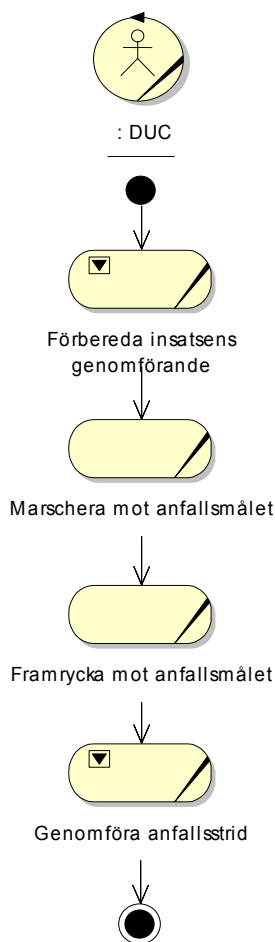 : DUC
Förbereda insatsens
genomförande
Marschera mot anfallsmålet
Framrycka mot anfallsmålet
Genomföra anfallsstrid